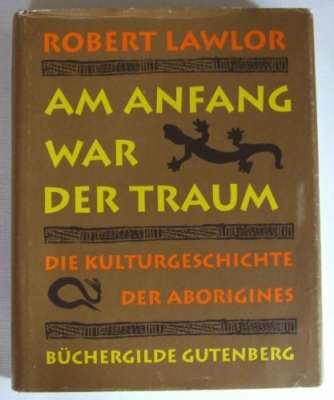 ROBERT LAWLOR
AM ANFANG
WAR
DER TRAUM
DIE KULTURGESCHICHTE
DER ABORIGINES
BÜCHERGILDE GUTENBERG